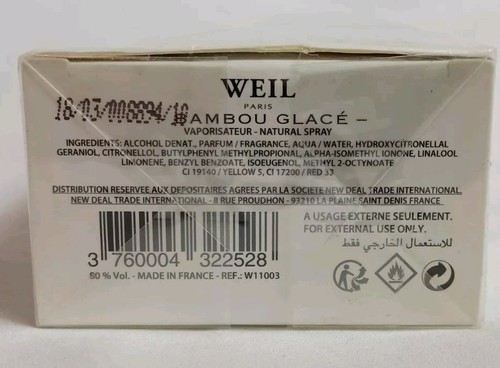 WEIL
PARIS
18/03/008894/10
BAMBOU GLACÉ –
VAPORISATEUR - NATURAL SPRAY
INGREDIENTS: ALCOHOL DENAT., PARFUM / FRAGRANCE, AQUA / WATER, HYDROXYCITRONELLAL
GERANIOL, CITRONELLOL, BUTYLPHENYL METHYLPROPIONAL, ALPHA-ISOMETHYL IONONE, LINALOOL
LIMONENE, BENZYL BENZOATE, ISOEUGENOL, METHYL 2-OCTYNOATE
CI 19140 / YELLOW 5, CI 17200 / RED 33
DISTRIBUTION RESERVEE AUX DEPOSITAIRES AGREES PAR LA SOCIETE NEW DEAL TRADE INTERNATIONAL.
NEW DEAL TRADE INTERNATIONAL - 8 RUE PROUDHON - 93210 LA PLAINE SAINT DENIS FRANCE
A USAGE EXTERNE SEULEMENT.
FOR EXTERNAL USE ONLY.
للاستعمال الخارجي فقط
3 760004 322528
80 % Vol. - MADE IN FRANCE - REF.: W11003